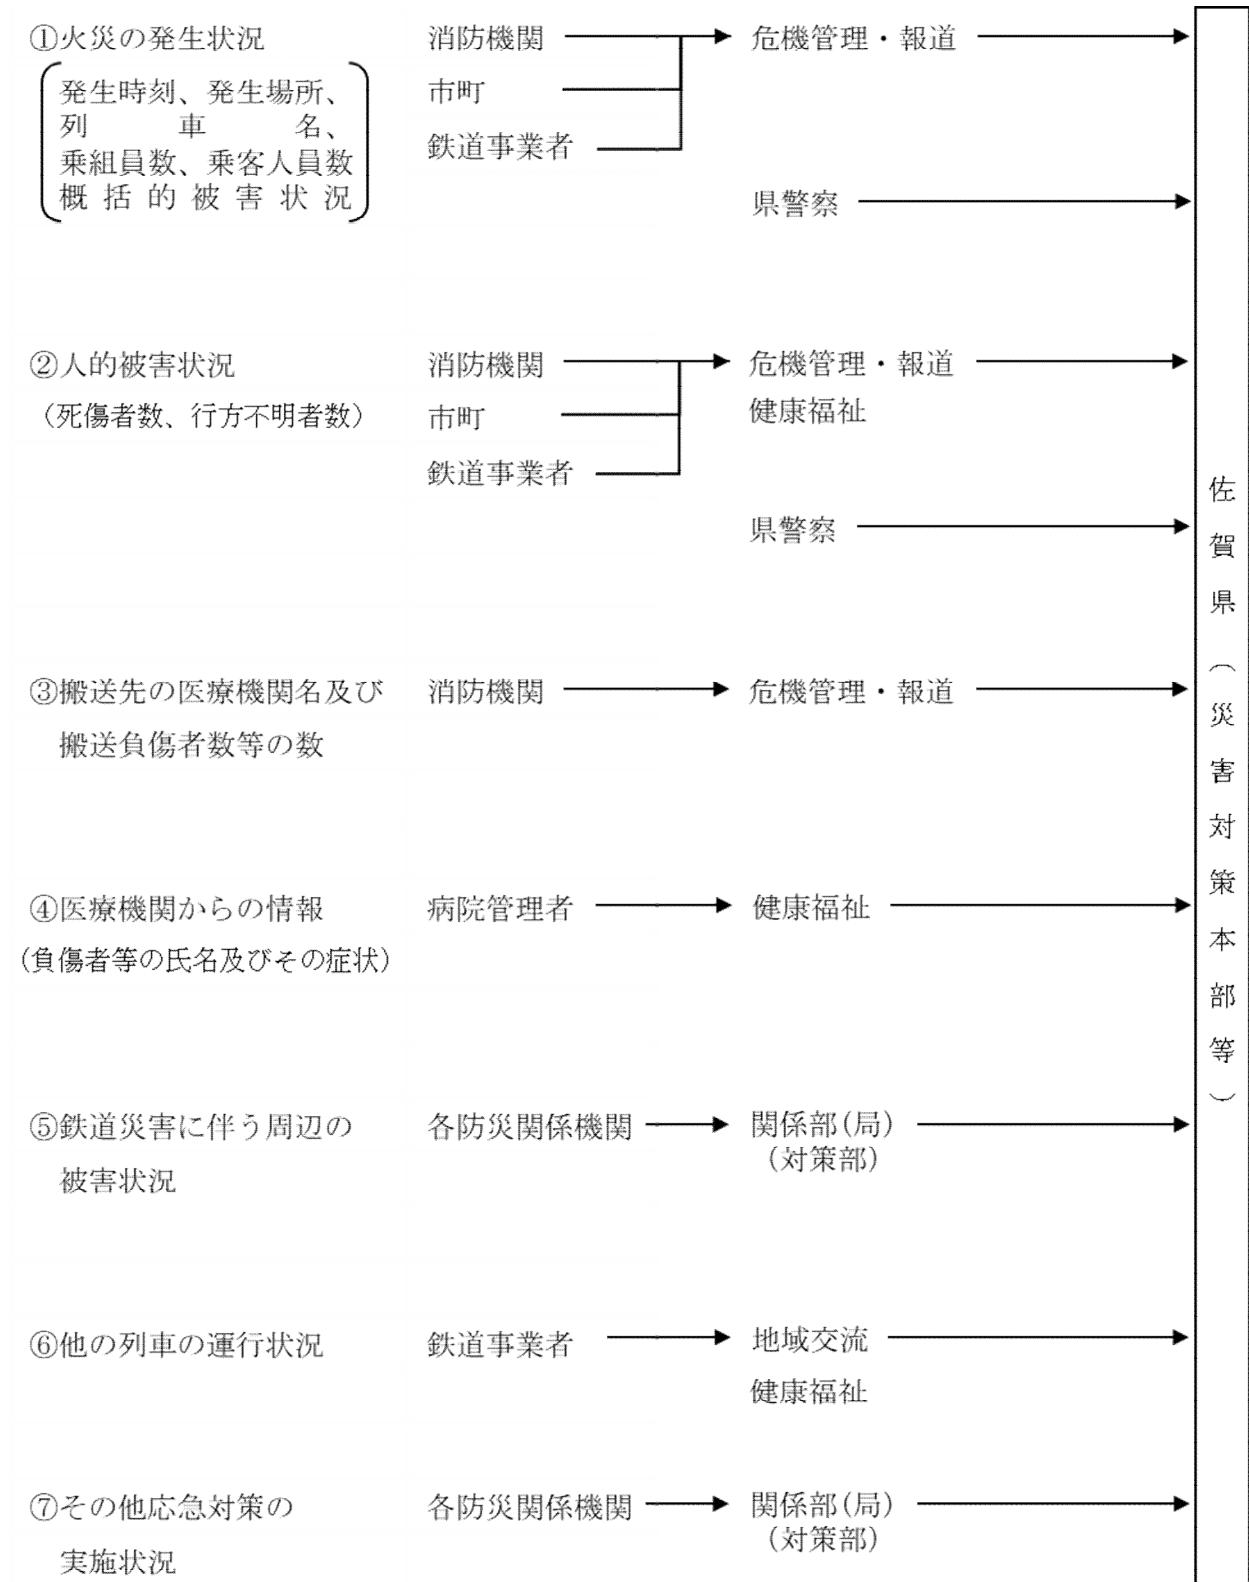 ①火災の発生状況 消防機関 危機管理・報道
発生時刻、発生場所、 市町
列車名、 鉄道事業者
乗組員数、乗客人員数
概括的被害状況 県警察
②人的被害状況 消防機関 危機管理・報道
（死傷者数、行方不明者数） 市町 健康福祉
鉄道事業者
県警察
③搬送先の医療機関名及び 消防機関 危機管理・報道
搬送負傷者数等の数
④医療機関からの情報 病院管理者 健康福祉
（負傷者等の氏名及びその症状）
⑤鉄道災害に伴う周辺の 各防災関係機関 関係部(局)
被害状況 （対策部）
⑥他の列車の運行状況 鉄道事業者 地域交流
健康福祉
⑦その他応急対策の 各防災関係機関 関係部(局)
実施状況 （対策部）
佐賀県（災害対策本部等）